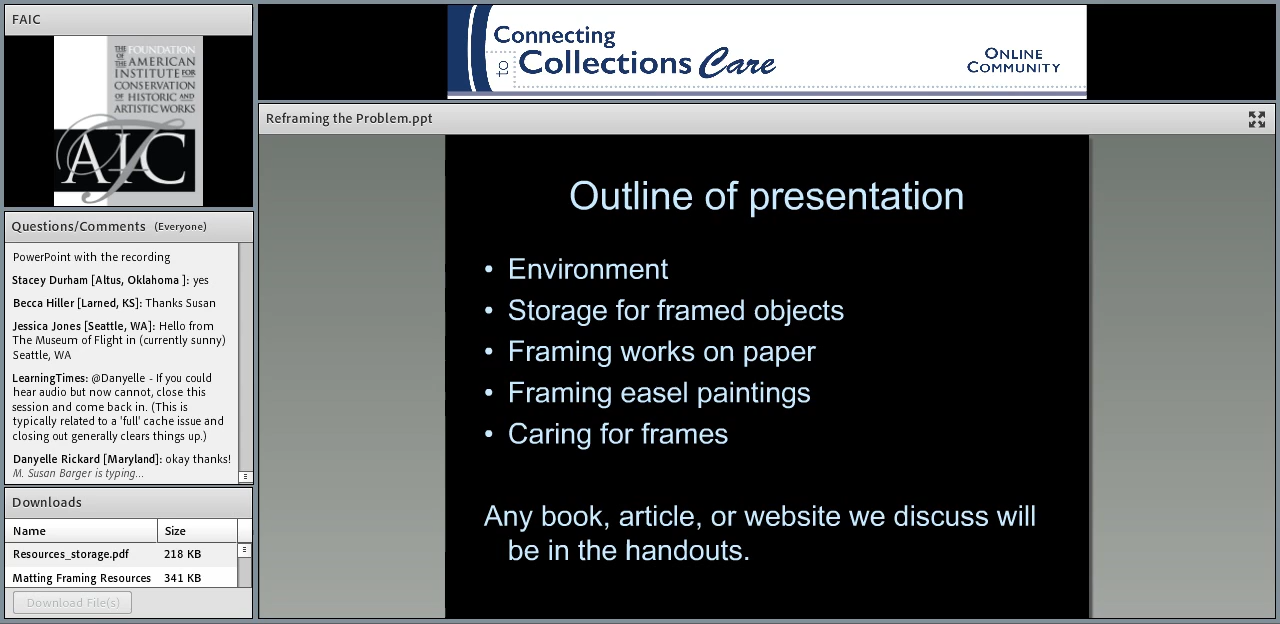 FAIC
THE FOUNDATION
OF THE AMERICAN
INSTITUTE FOR
CONSERVATION
OF HISTORIC AND
ARTISTIC WORKS
FAIC
Connecting
to Collections Care
ONLINE
COMMUNITY
Questions/Comments (Everyone)
PowerPoint with the recording
Stacey Durham [Altus, Oklahoma ]: yes
Becca Hiller [Larned, KS]: Thanks Susan
Jessica Jones [Seattle, WA]: Hello from
The Museum of Flight in (currently sunny)
Seattle, WA
LearningTimes: @Danyelle - If you could
hear audio but now cannot, close this
session and come back in. (This is
typically related to a 'full' cache issue and
closing out generally clears things up.)
Danyelle Rickard [Maryland]: okay thanks!
M. Susan Barger is typing...
Downloads
Name Size
Resources_storage.pdf 218 KB
Matting Framing Resources 341 KB
Download File(s)
Reframing the Problem.ppt
Outline of presentation
• Environment
• Storage for framed objects
• Framing works on paper
• Framing easel paintings
• Caring for frames
Any book, article, or website we discuss will
be in the handouts.